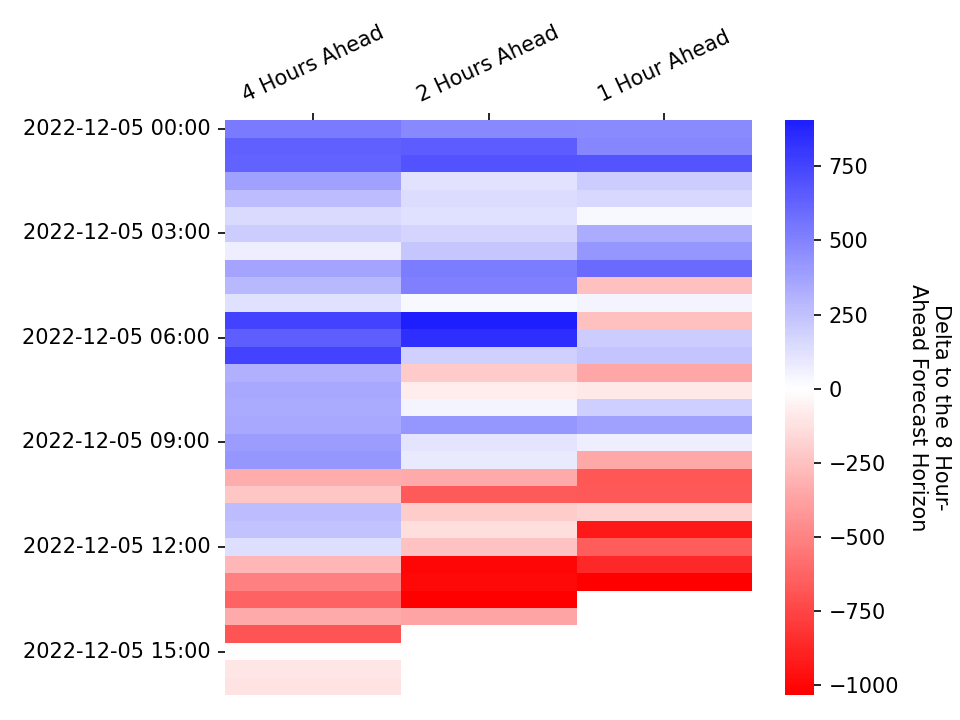 4 Hours Ahead
2 Hours Ahead
1 Hour Ahead
2022-12-05 00:00
2022-12-05 03:00
2022-12-05 06:00
2022-12-05 09:00
2022-12-05 12:00
2022-12-05 15:00
750
500
250
0
−250
−500
−750
−1000
Delta to the 8 Hour-
Ahead Forecast Horizon